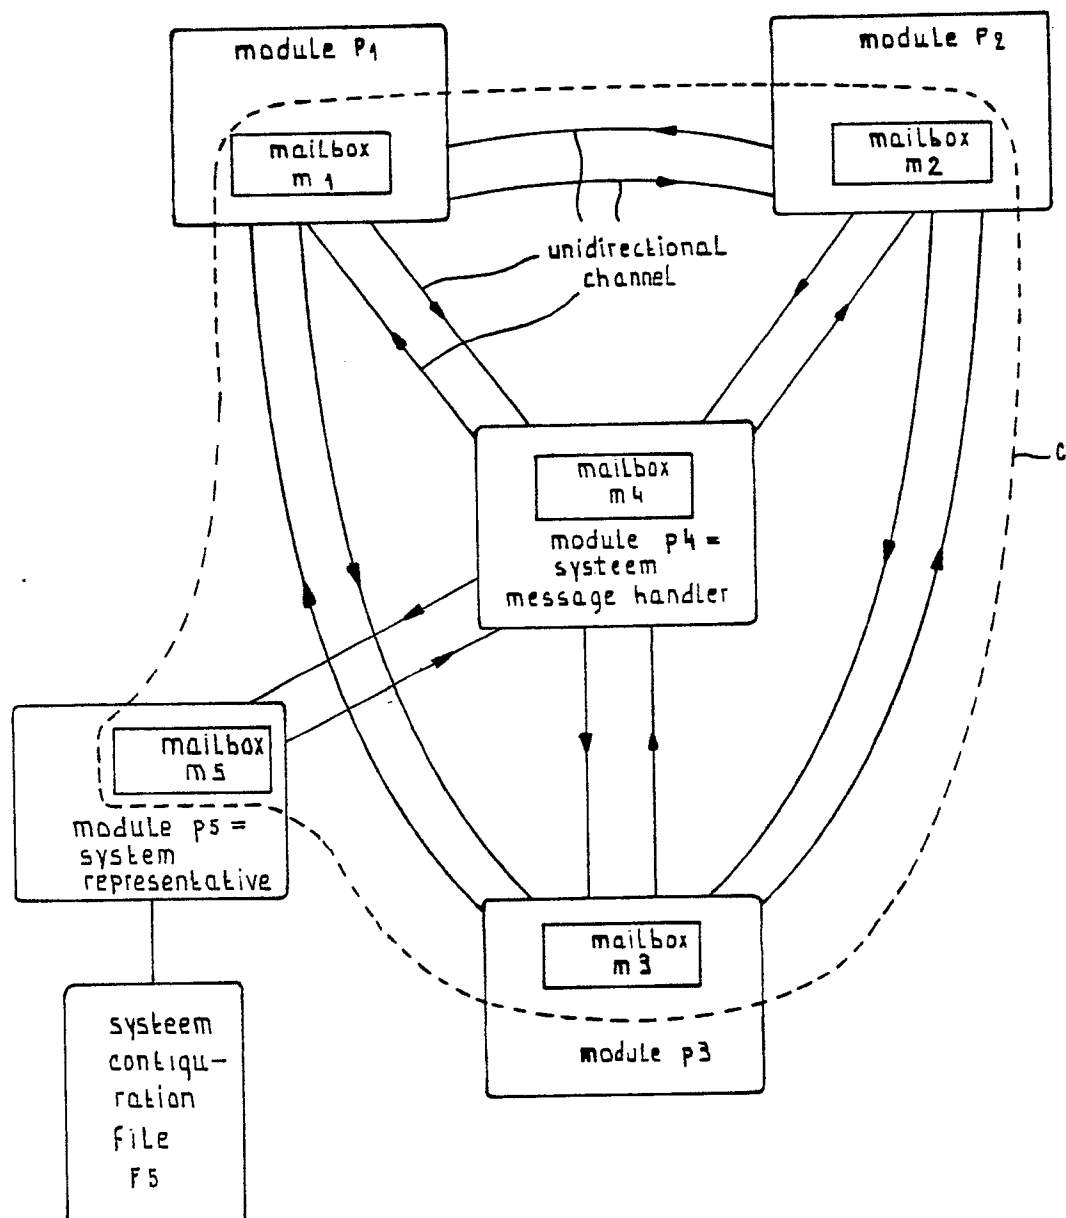 module P1
mailbox
m 1
module P2
mailbox
m2
unidirectional
channel
C
mailbox
m4
module p4 =
systeem
message handler
mailbox
m5
module p5 =
system
representative
mailbox
m3
module p3
systeem
contiqu-
ration
file
F5